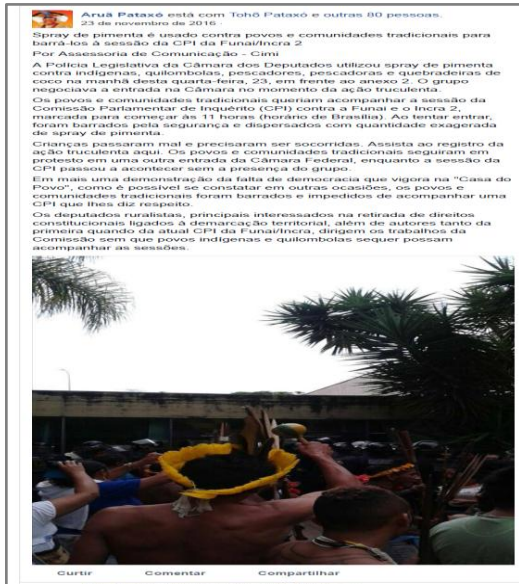 Aruã Pataxó está com Tohõ Pataxó e outras 80 pessoas.
23 de novembro de 2016 ·
Spray de pimenta é usado contra povos e comunidades tradicionais para
barrá-los à sessão da CPI da Funai/Incra 2
Por Assessoria de Comunicação - Cimi
A Polícia Legislativa da Câmara dos Deputados utilizou spray de pimenta
contra indígenas, quilombolas, pescadores, pescadoras e quebradeiras de
coco na manhã desta quarta-feira, 23, em frente ao anexo 2. O grupo
negociava a entrada na Câmara no momento da ação truculenta.
Os povos e comunidades tradicionais queriam acompanhar a sessão da
Comissão Parlamentar de Inquérito (CPI) contra a Funai e o Incra 2,
marcada para começar às 11 horas (horário de Brasília). Ao tentar entrar,
foram barrados pela segurança e dispersados com quantidade exagerada
de spray de pimenta.
Crianças passaram mal e precisaram ser socorridas. Assista ao registro da
ação truculenta aqui. Os povos e comunidades tradicionais seguiram em
protesto em uma outra entrada da Câmara Federal, enquanto a sessão da
CPI passou a acontecer sem a presença do grupo.
Em mais uma demonstração da falta de democracia que vigora na "Casa do
Povo", como é possível se constatar em outras ocasiões, os povos e
comunidades tradicionais foram barrados e impedidos de acompanhar uma
CPI que lhes diz respeito.
Os deputados ruralistas, principais interessados na retirada de direitos
constitucionais ligados à demarcação territorial, além de autores tanto da
primeira quando da atual CPI da Funai/Incra, dirigem os trabalhos da
Comissão sem que povos indígenas e quilombolas sequer possam
acompanhar as sessões.
Curtir Comentar Compartilhar